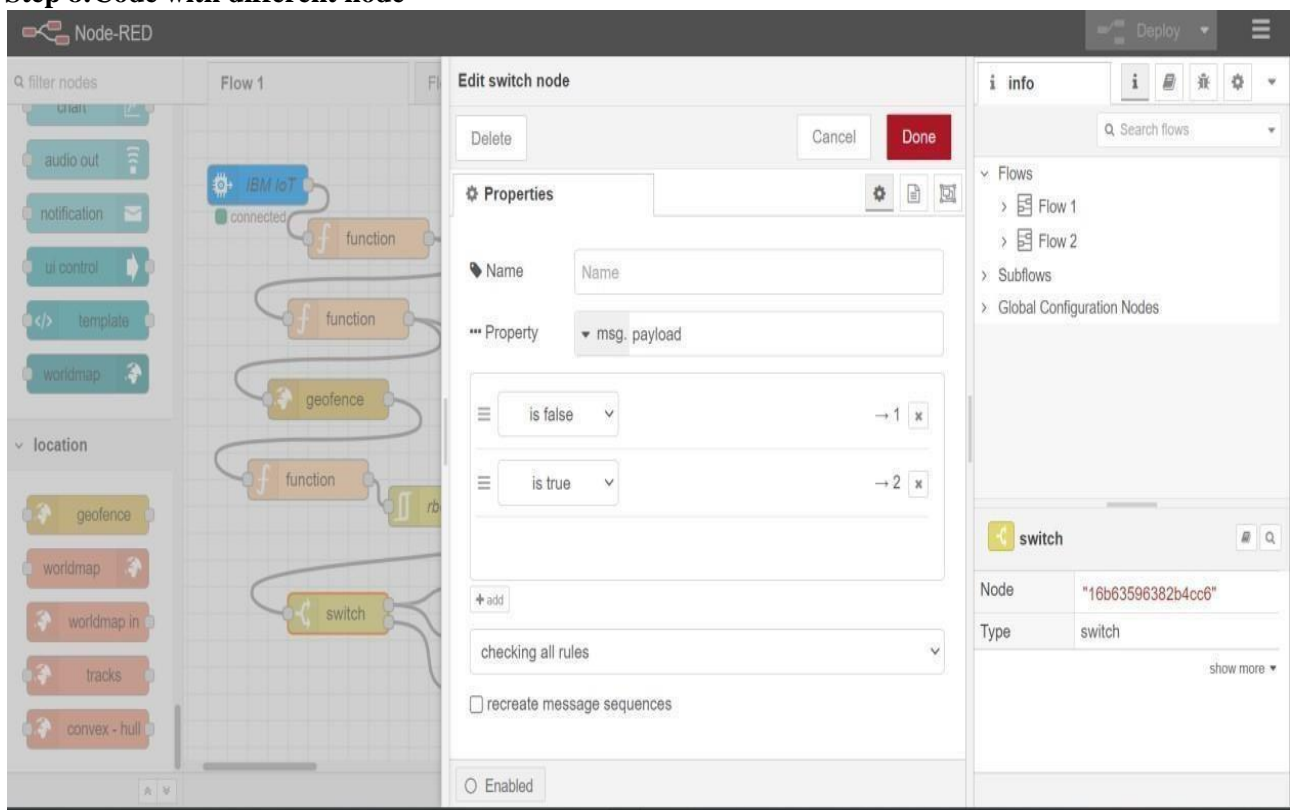 Step 8:Code with different node
Node-RED
Deploy
filter nodes
chart
audio out
notification
ui control
template
worldmap
location
geofence
worldmap
worldmap in
tracks
convex - hull
Flow 1
IBM IoT
connected
function
function
geofence
function
rb
switch
Edit switch node
Delete
Cancel
Done
Properties
Name
Name
Property
msg. payload
is false
→ 1
is true
→ 2
add
checking all rules
recreate message sequences
Enabled
info
Search flows
Flows
Flow 1
Flow 2
Subflows
Global Configuration Nodes
switch
Node "16b63596382b4cc6"
Type switch
show more